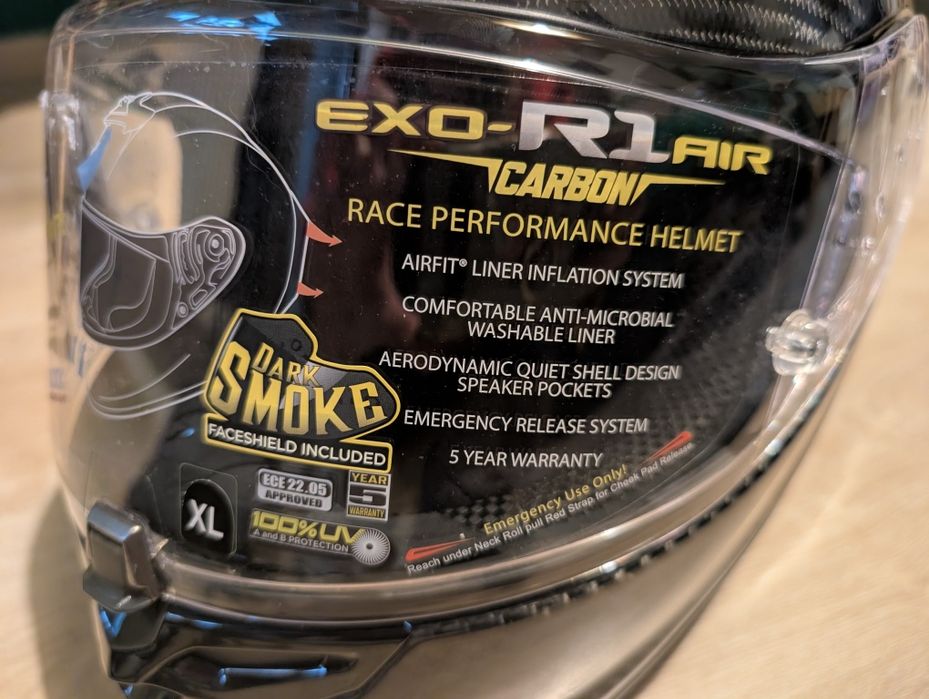 EXO-R1 AIR
CARBON
RACE PERFORMANCE HELMET
AIRFIT® LINER INFLATION SYSTEM
COMFORTABLE ANTI-MICROBIAL
WASHABLE LINER
AERODYNAMIC QUIET SHELL DESIGN
SPEAKER POCKETS
EMERGENCY RELEASE SYSTEM
5 YEAR WARRANTY
DARK
SMOKE
FACESHIELD INCLUDED
ECE 22.05
APPROVED
YEAR
5
WARRANTY
XL
100% UV
A and B PROTECTION
Emergency Use Only!
Reach under Neck Roll pull Red Strap for Cheek Pad Release